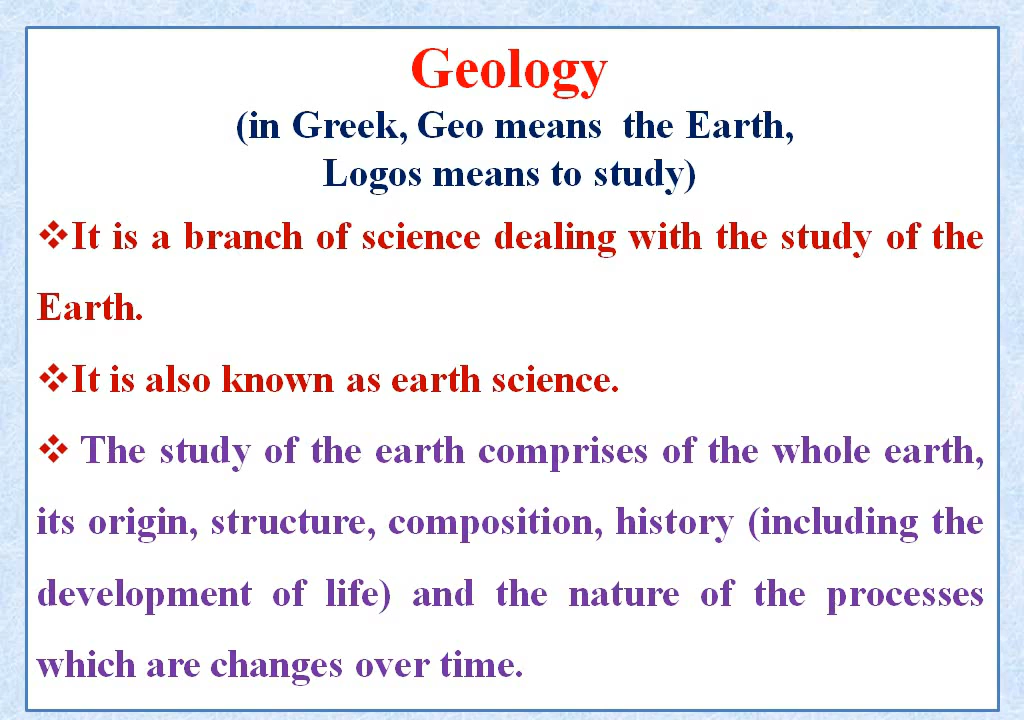 Geology
(in Greek, Geo means the Earth,
Logos means to study)
❖It is a branch of science dealing with the study of the
Earth.
❖It is also known as earth science.
❖ The study of the earth comprises of the whole earth,
its origin, structure, composition, history (including the
development of life) and the nature of the processes
which are changes over time.